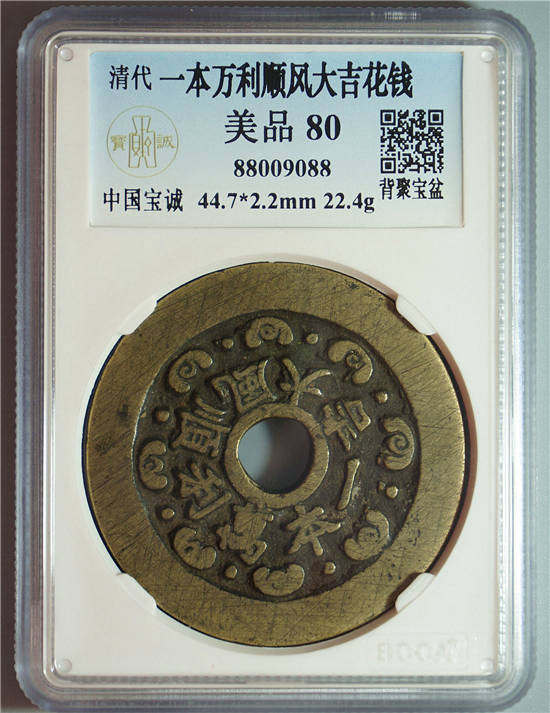 清代 一本万利顺风大吉花钱
美品 80
寶 誠
88009088
中国宝诚 44.7*2.2mm 22.4g
背聚宝盆
一本萬利順風大吉